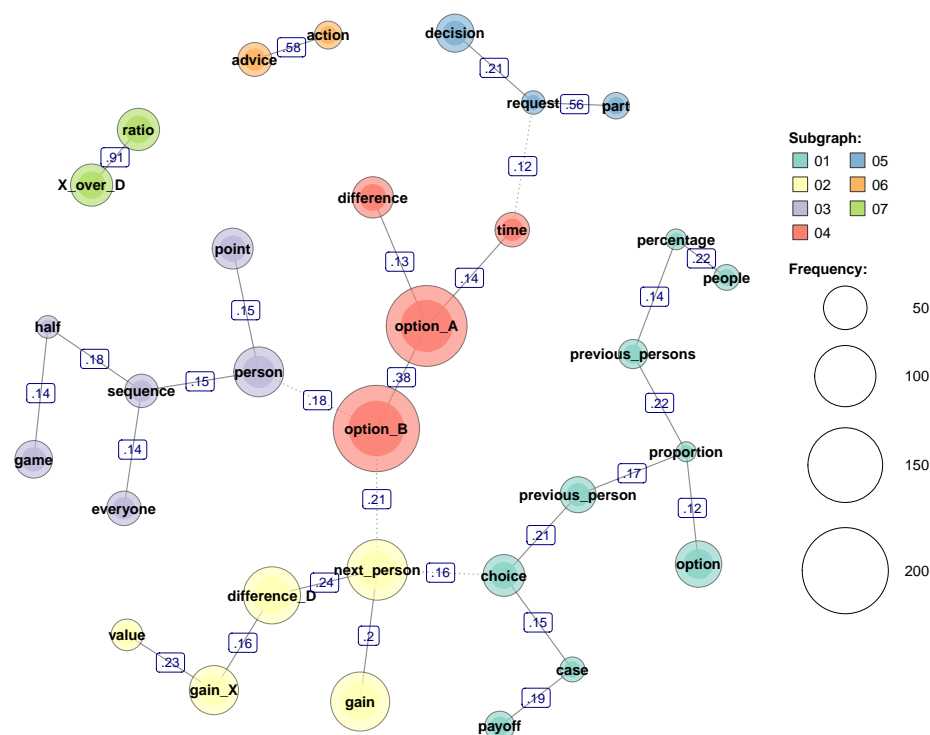 decision
action
.58
advice
.21
request
.56
part
ratio
.91
X_over_D
.12
Subgraph:
01
05
02
06
03
07
04
difference
time
percentage
.22
people
point
.13
.14
Frequency:
50
.14
.15
option_A
half
previous_persons
.18
100
person
.38
.15
sequence
.14
.18
.22
option_B
.14
proportion
game
.17
150
previous_person
.21
.12
everyone
.21
next_person
.16
choice
option
200
.24
difference_D
.15
value
.2
.16
.23
case
gain_X
.19
gain
payoff